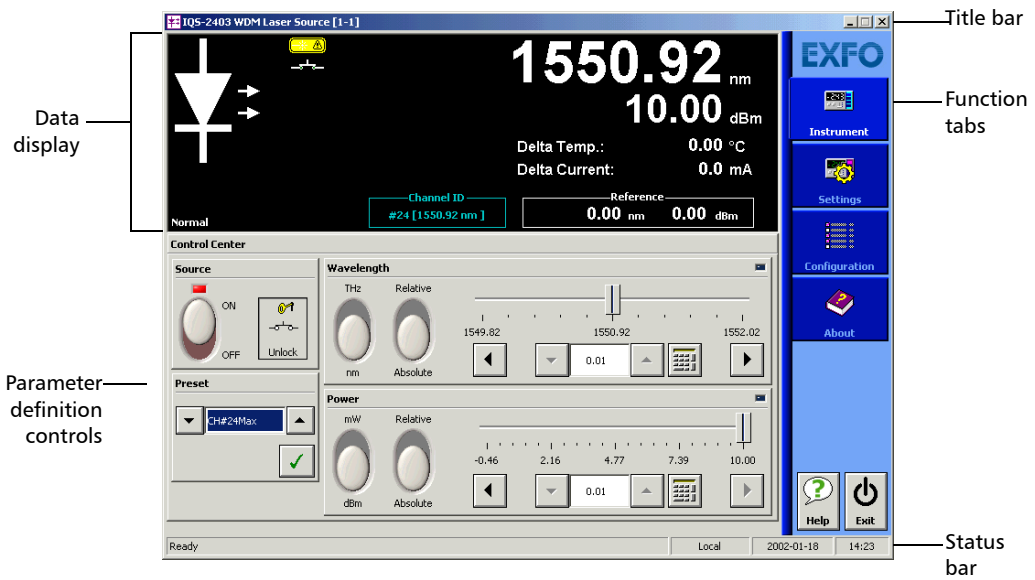 IQS-2403 WDM Laser Source [1-1]
Title bar
Data
display
1550.92 nm
10.00 dBm
Delta Temp.: 0.00 °C
Delta Current: 0.0 mA
Channel ID
#24 [1550.92 nm ]
Reference
0.00 nm 0.00 dBm
Normal
EXFO
Instrument
Function
tabs
Settings
Configuration
About
Control Center
Source
ON
OFF
Unlock
Wavelength
THz Relative
nm Absolute
1549.82 1550.92 1552.02
0.01
Parameter
definition
controls
Preset
CH#24Max
Power
mW Relative
dBm Absolute
-0.46 2.16 4.77 7.39 10.00
0.01
Help Exit
Ready Local 2002-01-18 14:23
Status
bar